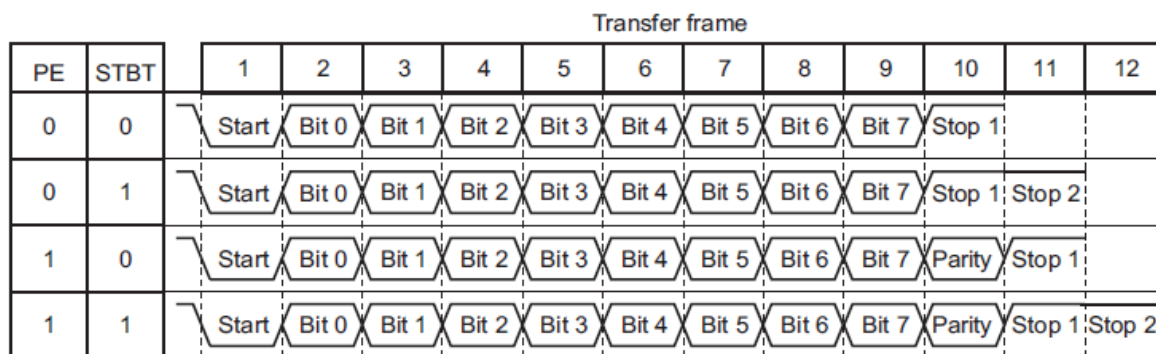 Transfer frame
PE STBT 1 2 3 4 5 6 7 8 9 10 11 12
0 0 Start Bit 0 Bit 1 Bit 2 Bit 3 Bit 4 Bit 5 Bit 6 Bit 7 Stop 1
0 1 Start Bit 0 Bit 1 Bit 2 Bit 3 Bit 4 Bit 5 Bit 6 Bit 7 Stop 1 Stop 2
1 0 Start Bit 0 Bit 1 Bit 2 Bit 3 Bit 4 Bit 5 Bit 6 Bit 7 Parity Stop 1
1 1 Start Bit 0 Bit 1 Bit 2 Bit 3 Bit 4 Bit 5 Bit 6 Bit 7 Parity Stop 1 Stop 2